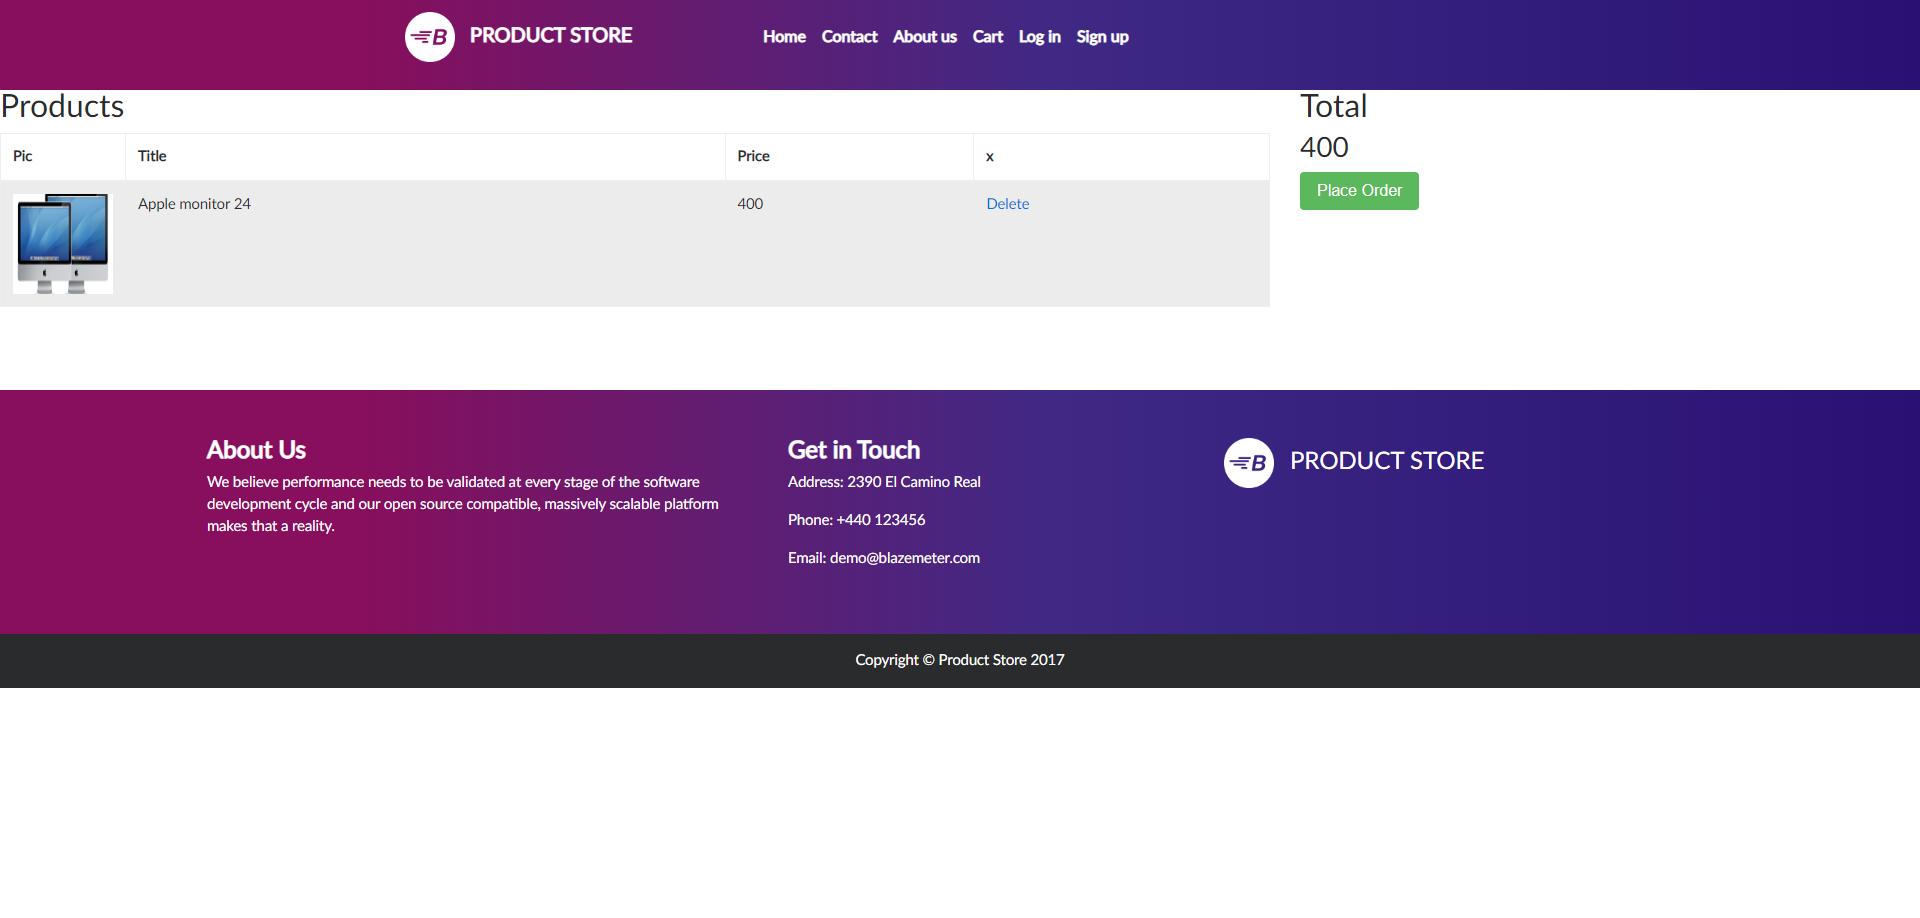 B PRODUCT STORE
Home Contact About us Cart Log in Sign up
Products
Pic Title Price x
Apple monitor 24 400 Delete
Total
400
Place Order
About Us
We believe performance needs to be validated at every stage of the software
development cycle and our open source compatible, massively scalable platform
makes that a reality.
Get in Touch
Address: 2390 El Camino Real
Phone: +440 123456
Email: demo@blazemeter.com
B PRODUCT STORE
Copyright © Product Store 2017